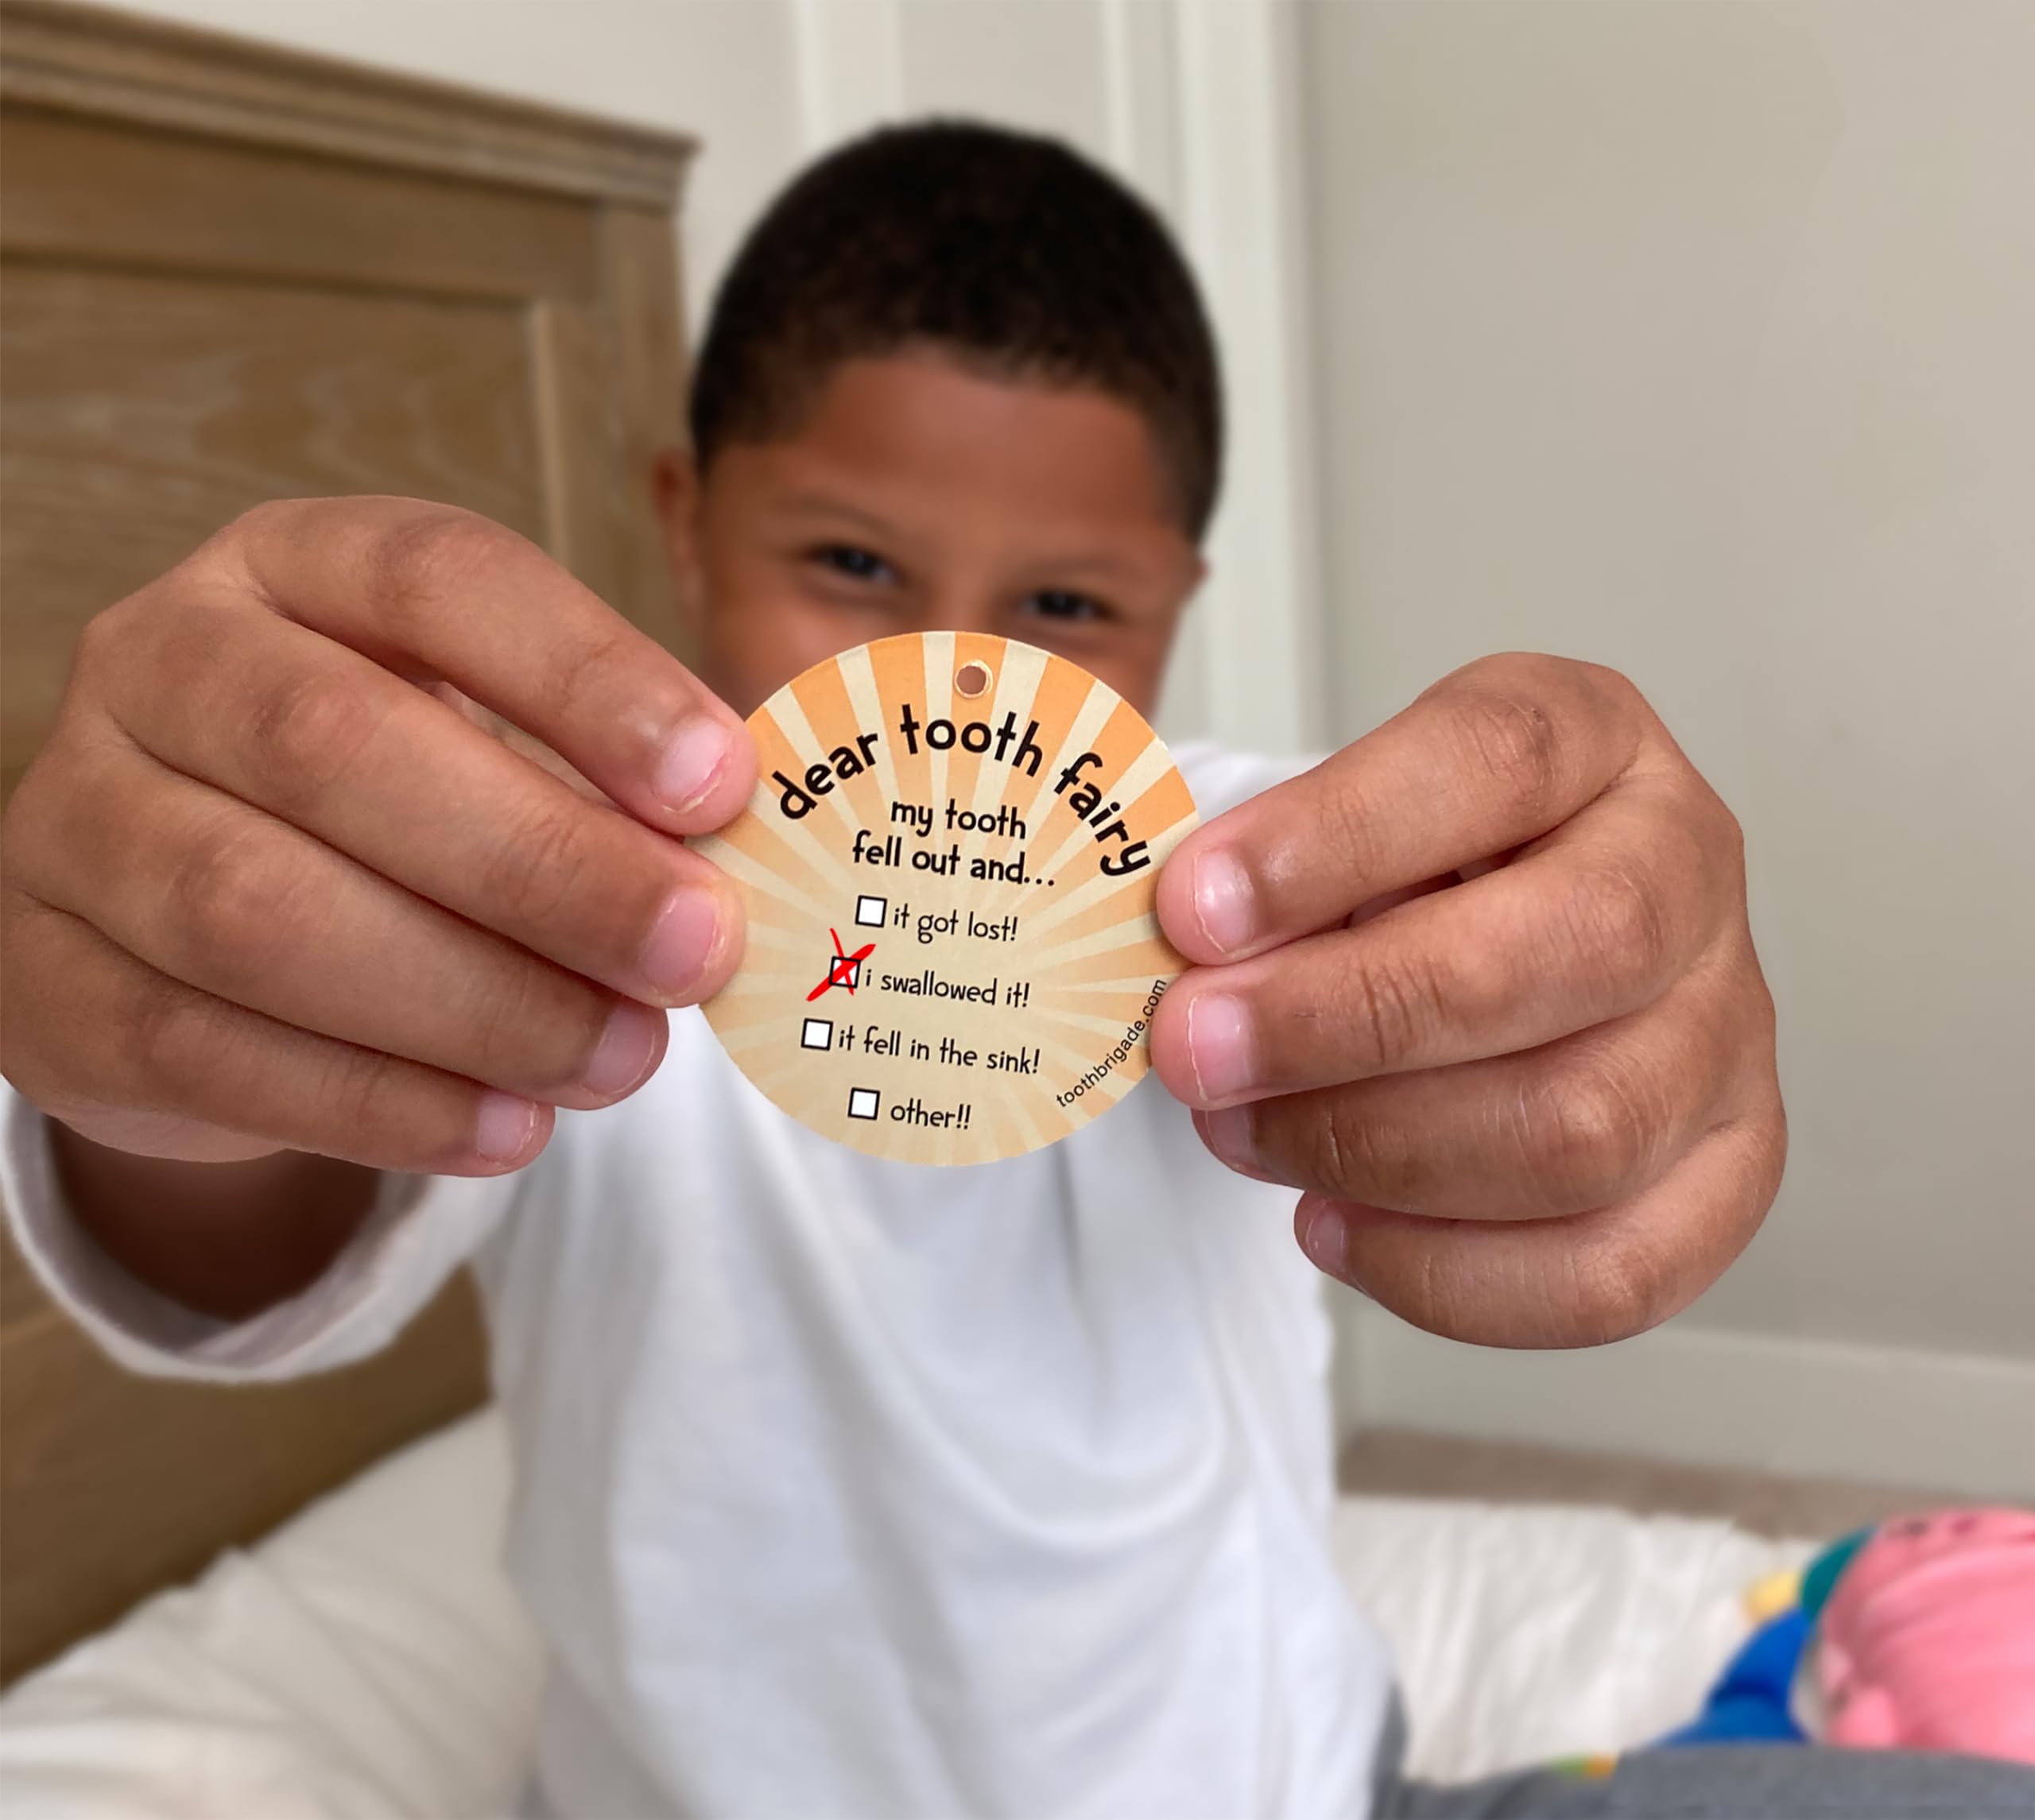 dear tooth fairy
my tooth
fell out and...
it got lost!
i swallowed it!
it fell in the sink!
other!!
toothbrigade.com